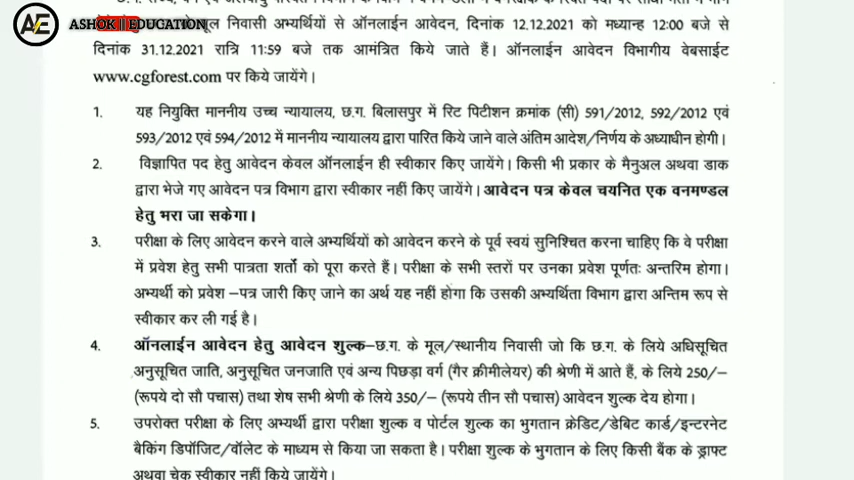 ASHOK EDUCATION
मूल निवासी अभ्यर्थियों से ऑनलाईन आवेदन, दिनांक 12.12.2021 को मध्यान्ह 12:00 बजे से
दिनांक 31.12.2021 रात्रि 11:59 बजे तक आमंत्रित किये जाते हैं। ऑनलाईन आवेदन विभागीय वेबसाईट
www.cgforest.com पर किये जायेंगे।
1. यह नियुक्ति माननीय उच्च न्यायालय, छ.ग. बिलासपुर में रिट पिटीशन क्रमांक (सी) 591/2012, 592/2012 एवं
593/2012 एवं 594/2012 में माननीय न्यायालय द्वारा पारित किये जाने वाले अंतिम आदेश/निर्णय के अध्याधीन होगी।
2. विज्ञापित पद हेतु आवेदन केवल ऑनलाईन ही स्वीकार किए जायेंगे। किसी भी प्रकार के मैनुअल अथवा डाक
द्वारा भेजे गए आवेदन पत्र विभाग द्वारा स्वीकार नहीं किए जायेंगे। आवेदन पत्र केवल चयनित एक वनमण्डल
हेतु भरा जा सकेगा।
3. परीक्षा के लिए आवेदन करने वाले अभ्यर्थियों को आवेदन करने के पूर्व स्वयं सुनिश्चित करना चाहिए कि वे परीक्षा
में प्रवेश हेतु सभी पात्रता शर्तों को पूरा करते हैं। परीक्षा के सभी स्तरों पर उनका प्रवेश पूर्णतः अन्तरिम होगा।
अभ्यर्थी को प्रवेश –पत्र जारी किए जाने का अर्थ यह नहीं होगा कि उसकी अभ्यर्थिता विभाग द्वारा अन्तिम रूप से
स्वीकार कर ली गई है।
4. ऑनलाईन आवेदन हेतु आवेदन शुल्क–छ.ग. के मूल/स्थानीय निवासी जो कि छ.ग. के लिये अधिसूचित
अनुसूचित जाति, अनुसूचित जनजाति एवं अन्य पिछड़ा वर्ग (गैर क्रीमीलेयर) की श्रेणी में आते हैं, के लिये 250/–
(रूपये दो सौ पचास) तथा शेष सभी श्रेणी के लिये 350/– (रूपये तीन सौ पचास) आवेदन शुल्क देय होगा।
5. उपरोक्त परीक्षा के लिए अभ्यर्थी द्वारा परीक्षा शुल्क व पोर्टल शुल्क का भुगतान क्रेडिट/डेबिट कार्ड/इन्टरनेट
बैकिंग डिपॉजिट/वॉलेट के माध्यम से किया जा सकता है। परीक्षा शुल्क के भुगतान के लिए किसी बैंक के ड्राफ्ट
अथवा चेक स्वीकार नहीं किये जायेंगे।